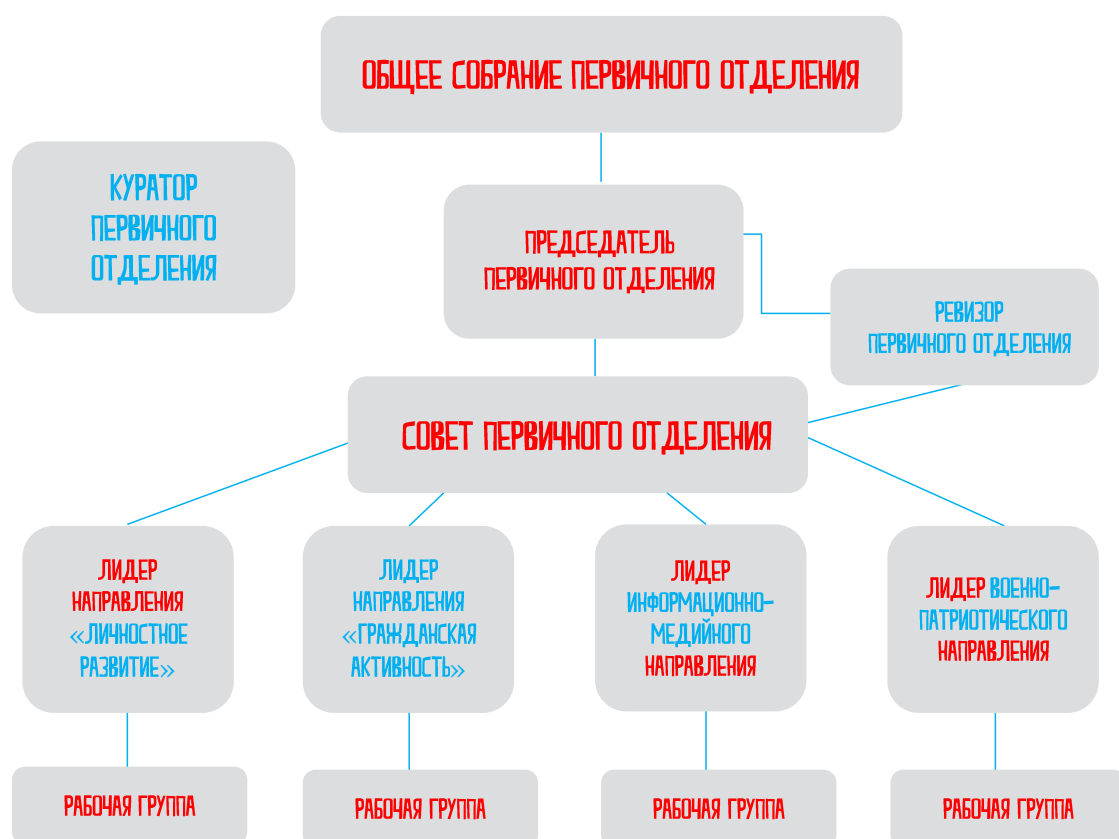 ОБЩЕЕ СОБРАНИЕ ПЕРВИЧНОГО ОТДЕЛЕНИЯ
КУРАТОР
ПЕРВИЧНОГО
ОТДЕЛЕНИЯ
ПРЕДСЕДАТЕЛЬ
ПЕРВИЧНОГО ОТДЕЛЕНИЯ
РЕВИЗОР
ПЕРВИЧНОГО ОТДЕЛЕНИЯ
СОВЕТ ПЕРВИЧНОГО ОТДЕЛЕНИЯ
ЛИДЕР
НАПРАВЛЕНИЯ
«ЛИЧНОСТНОЕ
РАЗВИТИЕ»
ЛИДЕР
НАПРАВЛЕНИЯ
«ГРАЖДАНСКАЯ
АКТИВНОСТЬ»
ЛИДЕР
ИНФОРМАЦИОННО-
МЕДИЙНОГО
НАПРАВЛЕНИЯ
ЛИДЕР ВОЕННО-
ПАТРИОТИЧЕСКОГО
НАПРАВЛЕНИЯ
РАБОЧАЯ ГРУППА
РАБОЧАЯ ГРУППА
РАБОЧАЯ ГРУППА
РАБОЧАЯ ГРУППА